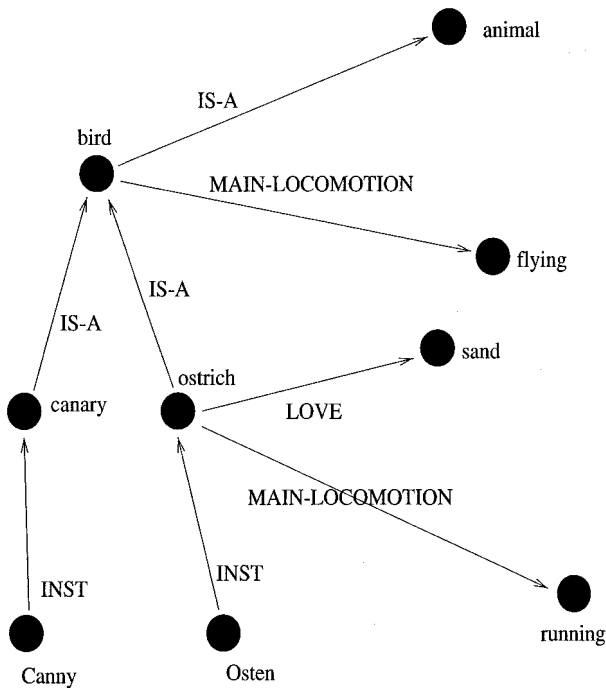 animal
IS-A
bird
MAIN-LOCOMOTION
flying
IS-A
IS-A
sand
ostrich
canary
LOVE
MAIN-LOCOMOTION
INST
INST
running
Canny
Osten